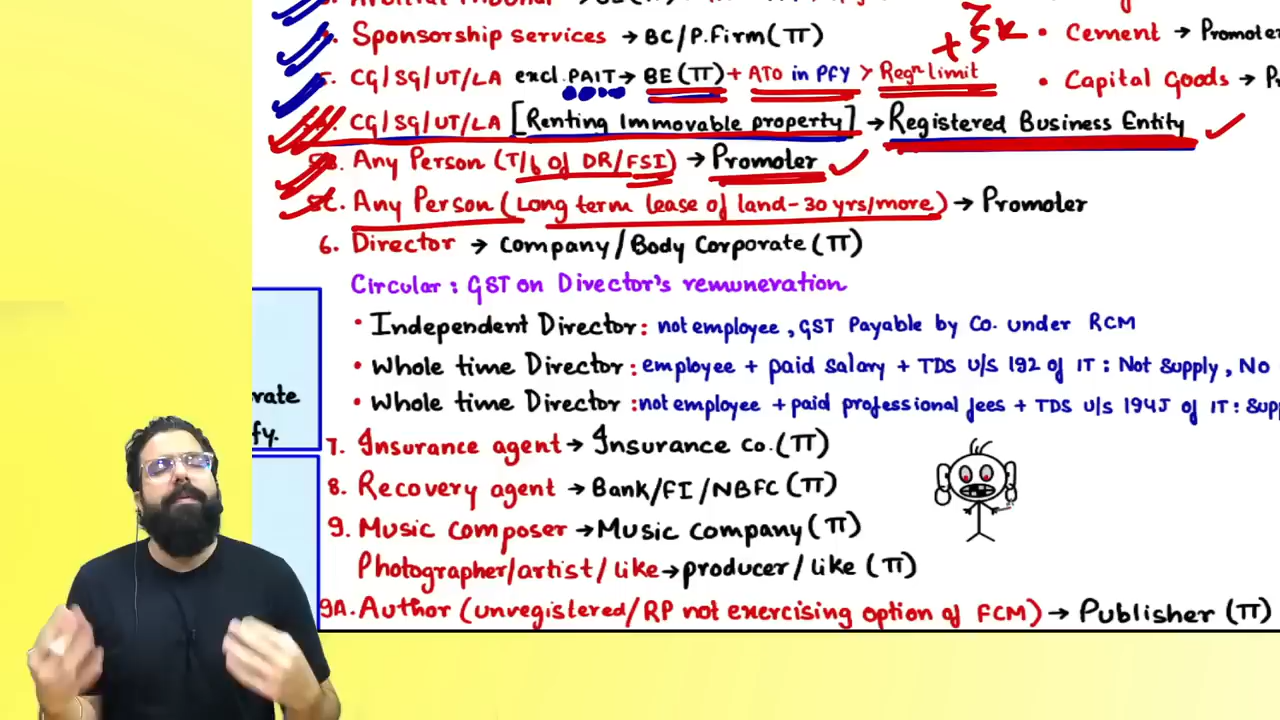 Sponsorship services → BC/P.Firm (TT)
+5k • Cement → Promoter
CG/SG/UT/LA excl. PAIT → BE (TT) + ATO in PFY > Regn limit
• Capital Goods →
CG/SG/UT/LA [Renting Immovable property] → Registered Business Entity
Any Person (T/f of DR/FSI) → Promoter
5C. Any Person (Long term lease of land-30 yrs/more) → Promoter
6. Director → Company/Body Corporate (TT)
Circular : GST on Director's remuneration
• Independent Director: not employee, GST Payable by Co. under RCM
• Whole time Director: employee + paid salary + TDS u/s 192 of IT: Not Supply, No
• Whole time Director :not employee +paid professional fees + TDS u/s 194J of IT: Sup
rate
fy.
7. Insurance agent → Insurance Co. (TT)
8. Recovery agent → Bank/FI/NBFC (TT)
9. Music composer → Music company (TT)
Photographer/artist/like → producer/like (TT)
9A. Author (unregistered/RP not exercising option of FCM) → Publisher (TT)